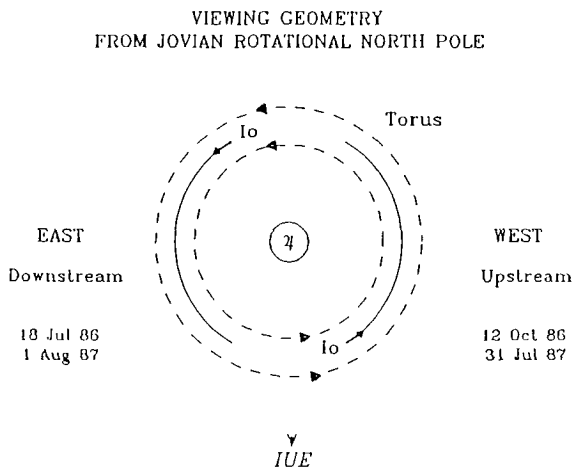 VIEWING GEOMETRY
FROM JOVIAN ROTATIONAL NORTH POLE
Torus
Io
EAST
♃
WEST
Downstream
Upstream
18 Jul 86
1 Aug 87
Io
12 Oct 86
31 Jul 87
IUE